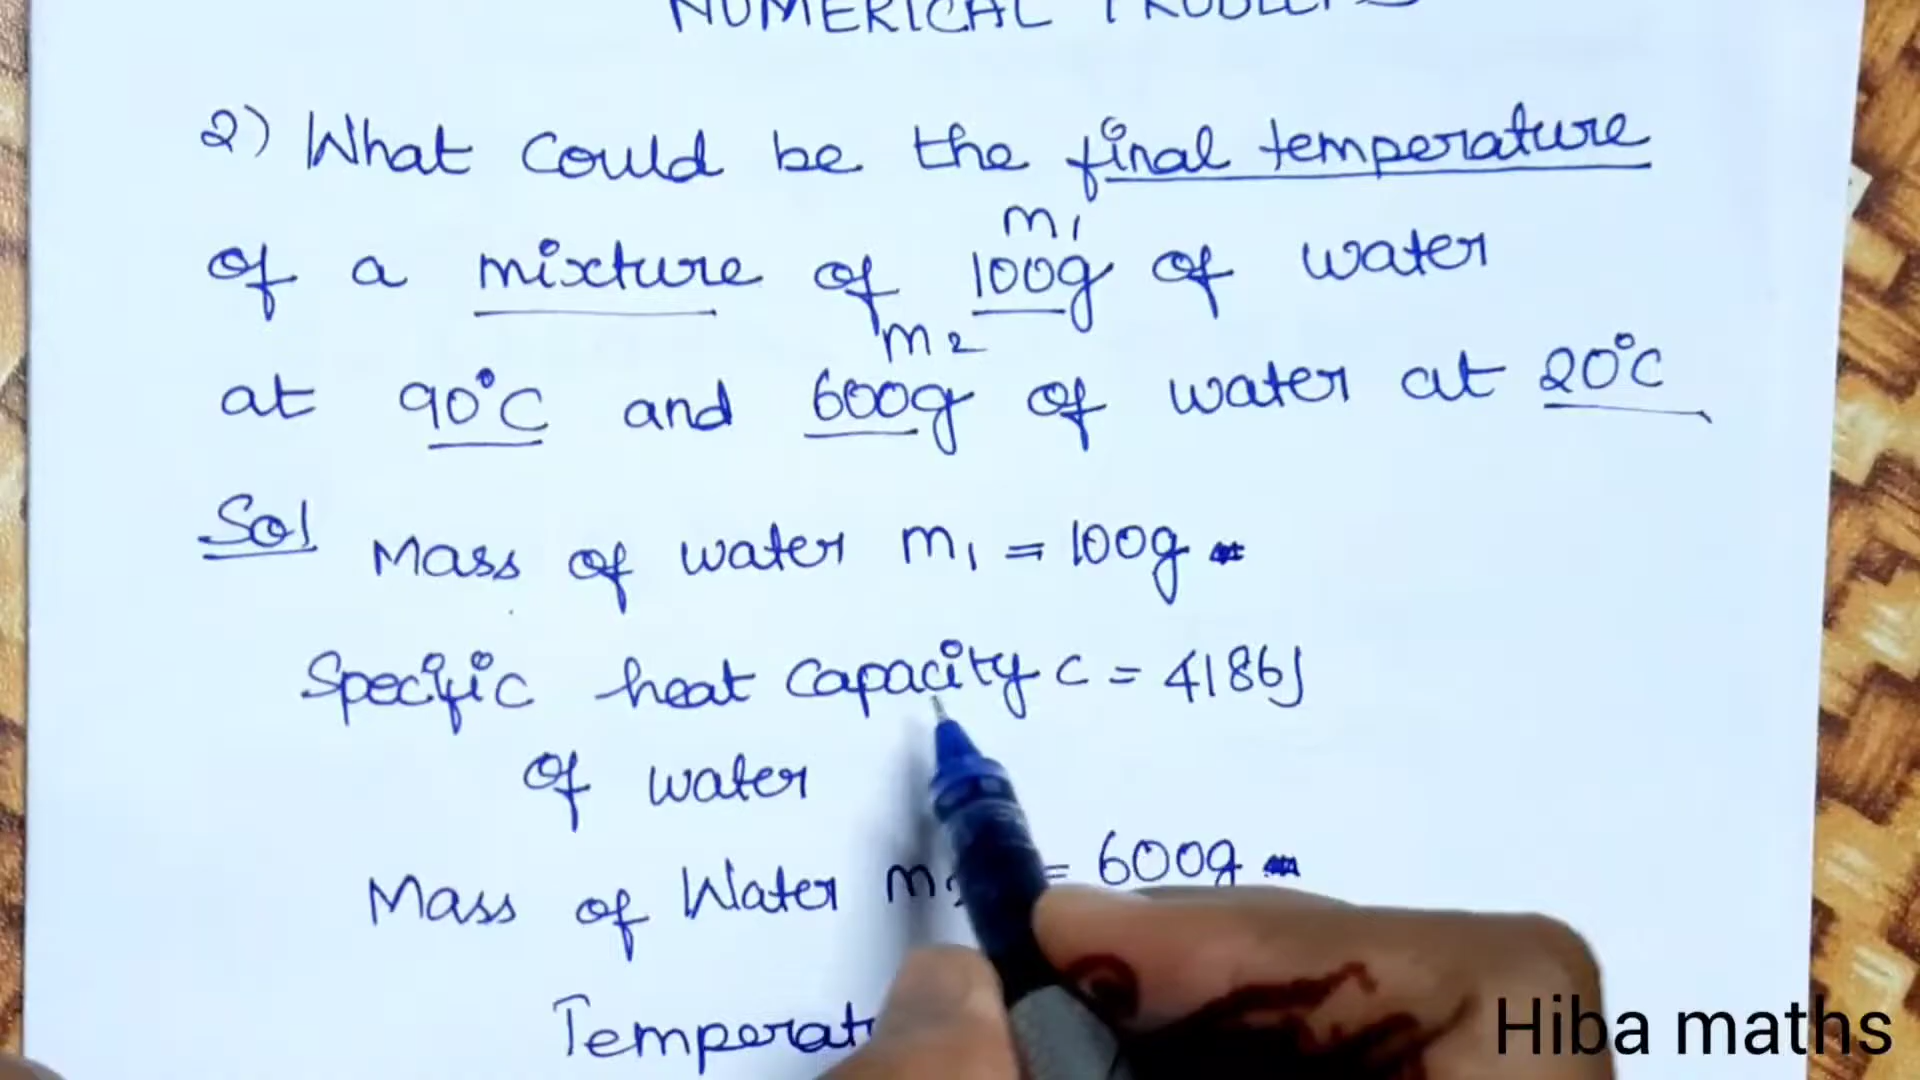 NUMERICAL PROBLEMS
2) What could be the final temperature
m1
of a mixture of 100g of water
m2
at 90°C and 600g of water at 20°C
Sol Mass of water m1 = 100g
Specific heat capacity c = 4186J
of water
Mass of Water m2 = 600g
Hiba maths